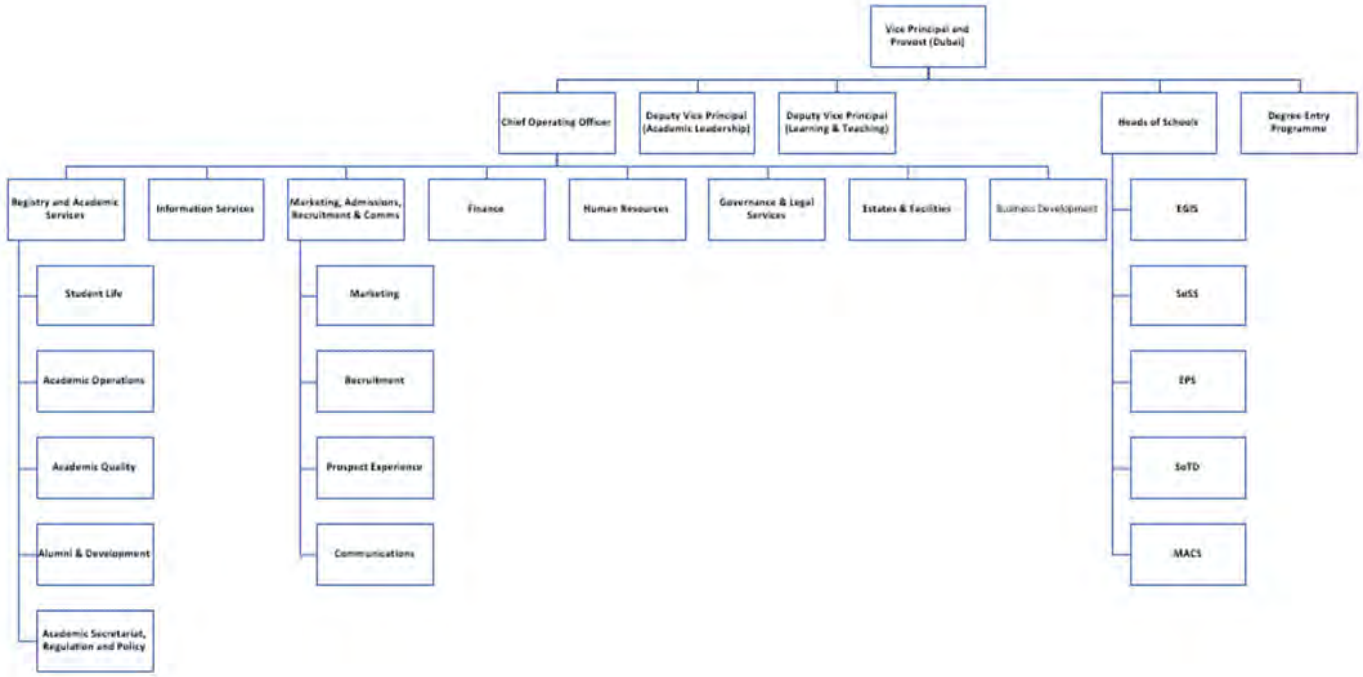 Vice Principal and
Provost (Dubai)
Chief Operating Officer
Deputy Vice Principal
(Academic Leadership)
Deputy Vice Principal
(Learning & Teaching)
Heads of Schools
Degree Entry
Programme
Registry and Academic
Services
Information Services
Marketing, Admissions,
Recruitment & Comms
Finance
Human Resources
Governance & Legal
Services
Estates & Facilities
Business Development
EGIS
Student Life
Marketing
SoSS
Academic Operations
Recruitment
EPS
Academic Quality
Prospect Experience
SoTD
Alumni & Development
Communications
MACS
Academic Secretariat,
Regulation and Policy